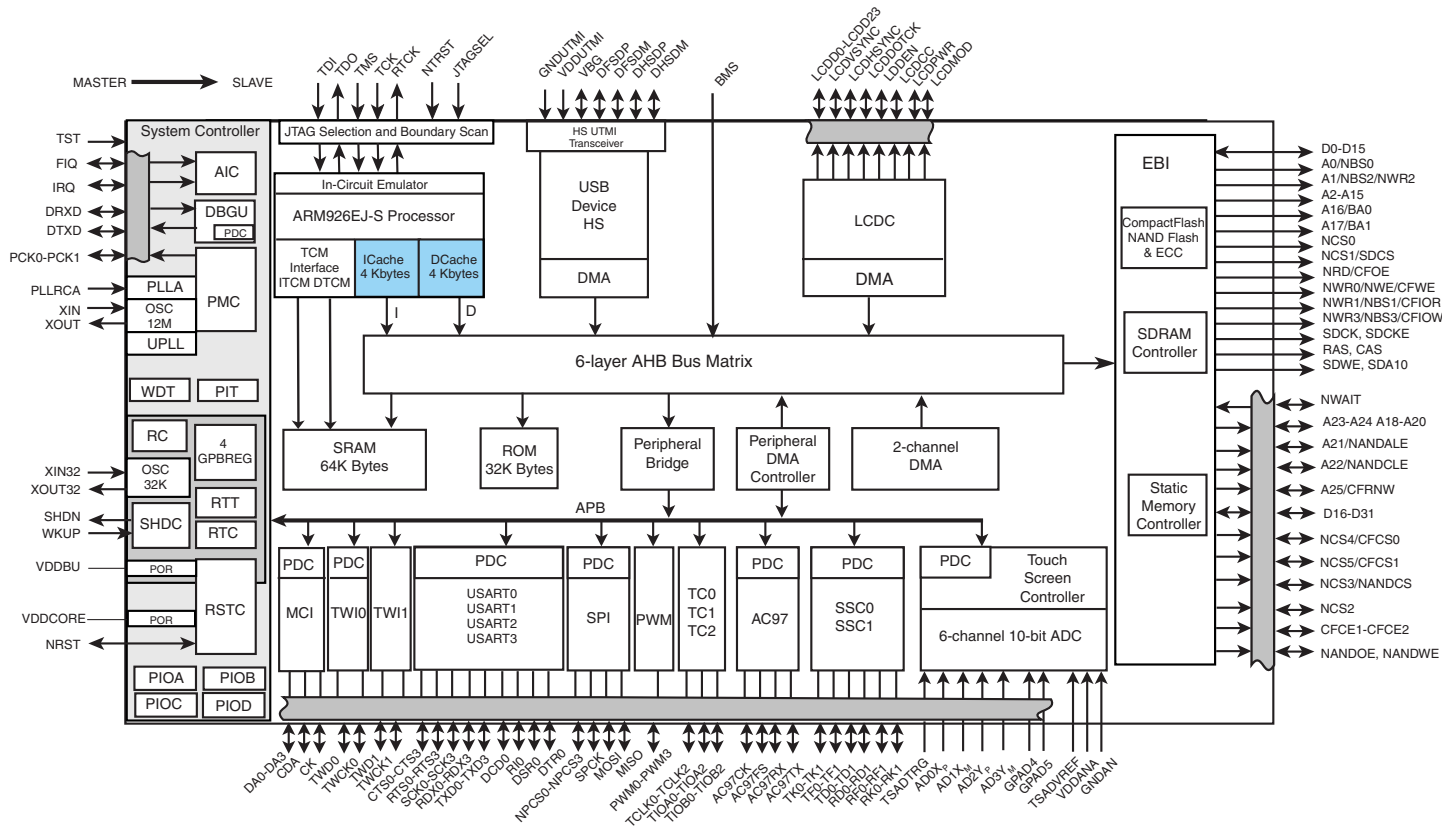 MASTER
SLAVE
TDI
TDO
TMS
TCK
RTCK
NTRST
JTAGSEL
GNDUTMI
VDDUTMI
VBG
DFSDP
DFSDM
DHSDP
DHSDM
BMS
LCDD0-LCDD23
LCDVSYNC
LCDHSYNC
LCDDOTCK
LDDEN
LCDCC
LCDPWR
LCDMOD
TST
FIQ
IRQ
DRXD
DTXD
PCK0-PCK1
PLLRCA
XIN
XOUT
XIN32
XOUT32
SHDN
WKUP
VDDBU
VDDCORE
NRST
System Controller
AIC
DBGU
PDC
PMC
PLLA
OSC
12M
UPLL
WDT
PIT
RC
4
GPBREG
OSC
32K
RTT
SHDC
RTC
POR
RSTC
POR
PIOA
PIOB
PIOC
PIOD
JTAG Selection and Boundary Scan
In-Circuit Emulator
ARM926EJ-S Processor
TCM
Interface
ITCM DTCM
ICache
4 Kbytes
DCache
4 Kbytes
I
D
HS UTMI
Transceiver
USB
Device
HS
DMA
LCDC
DMA
6-layer AHB Bus Matrix
SRAM
64K Bytes
ROM
32K Bytes
Peripheral
Bridge
Peripheral
DMA
Controller
2-channel
DMA
APB
PDC
MCI
PDC
TWI0
TWI1
PDC
USART0
USART1
USART2
USART3
PDC
SPI
PWM
TC0
TC1
TC2
PDC
AC97
PDC
SSC0
SSC1
PDC
Touch
Screen
Controller
6-channel 10-bit ADC
EBI
CompactFlash
NAND Flash
& ECC
SDRAM
Controller
Static
Memory
Controller
D0-D15
A0/NBS0
A1/NBS2/NWR2
A2-A15
A16/BA0
A17/BA1
NCS0
NCS1/SDCS
NRD/CFOE
NWR0/NWE/CFWE
NWR1/NBS1/CFIOR
NWR3/NBS3/CFIOW
SDCK, SDCKE
RAS, CAS
SDWE, SDA10
NWAIT
A23-A24 A18-A20
A21/NANDALE
A22/NANDCLE
A25/CFRNW
D16-D31
NCS4/CFCS0
NCS5/CFCS1
NCS3/NANDCS
NCS2
CFCE1-CFCE2
NANDOE, NANDWE
DA0-DA3
CDA
CK
TWD0
TWCK0
TWD1
TWCK1
CTS0-CTS3
RTS0-RTS3
SCK0-SCK3
RDX0-RDX3
TXD0-TXD3
DCD0
RI0
DSR0
DTR0
NPCS0-NPCS3
SPCK
MOSI
MISO
PWM0-PWM3
TCLK0-TCLK2
TIOA0-TIOA2
TIOB0-TIOB2
AC97CK
AC97FS
AC97RX
AC97TX
TK0-TK1
TF0-TF1
TD0-TD1
RD0-RD1
RF0-RF1
RK0-RK1
TSADTRG
AD0XP
AD1XM
AD2YP
AD3YM
GPAD4
GPAD5
TSADVREF
VDDANA
GNDAN